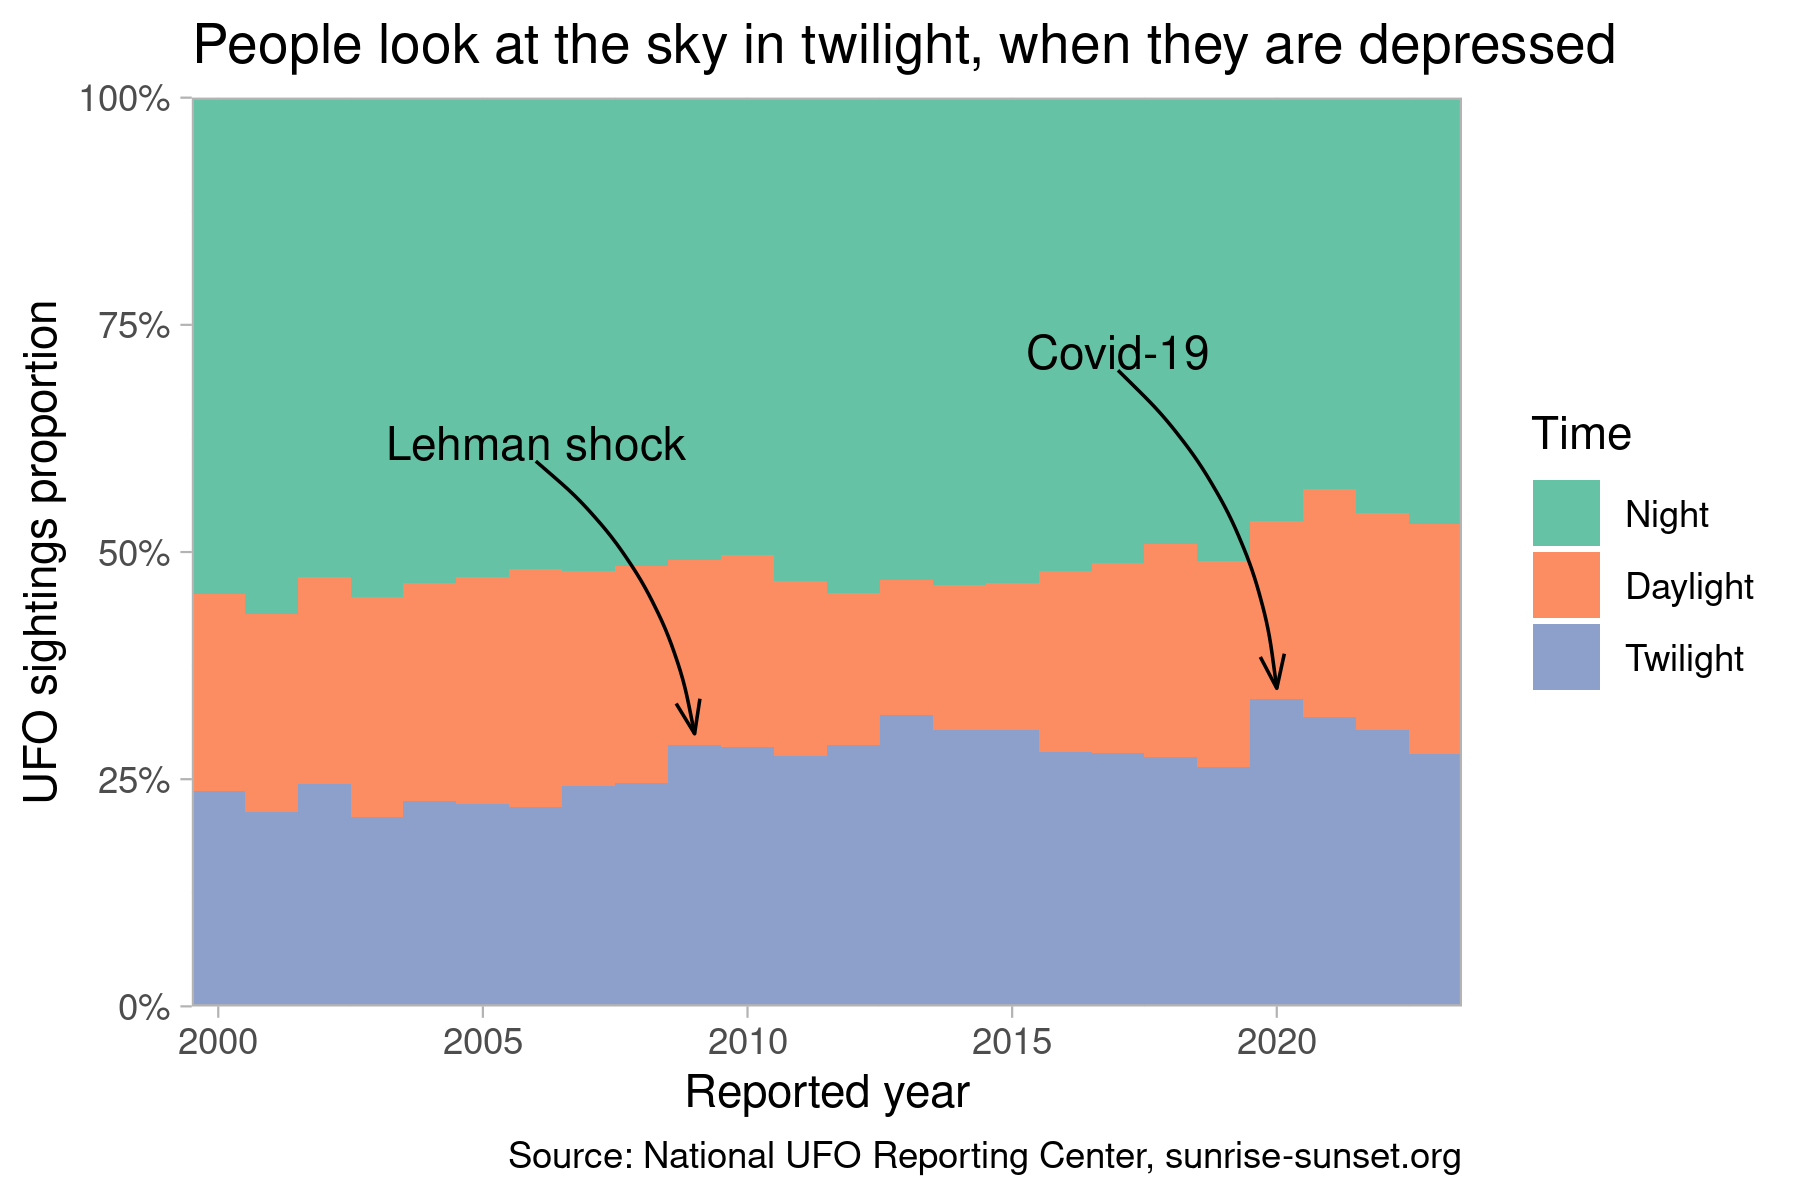 People look at the sky in twilight, when they are depressed
100%
75%
50%
25%
0%
UFO sightings proportion
Lehman shock
Covid-19
2000 2005 2010 2015 2020
Reported year
Time
Night
Daylight
Twilight
Source: National UFO Reporting Center, sunrise-sunset.org